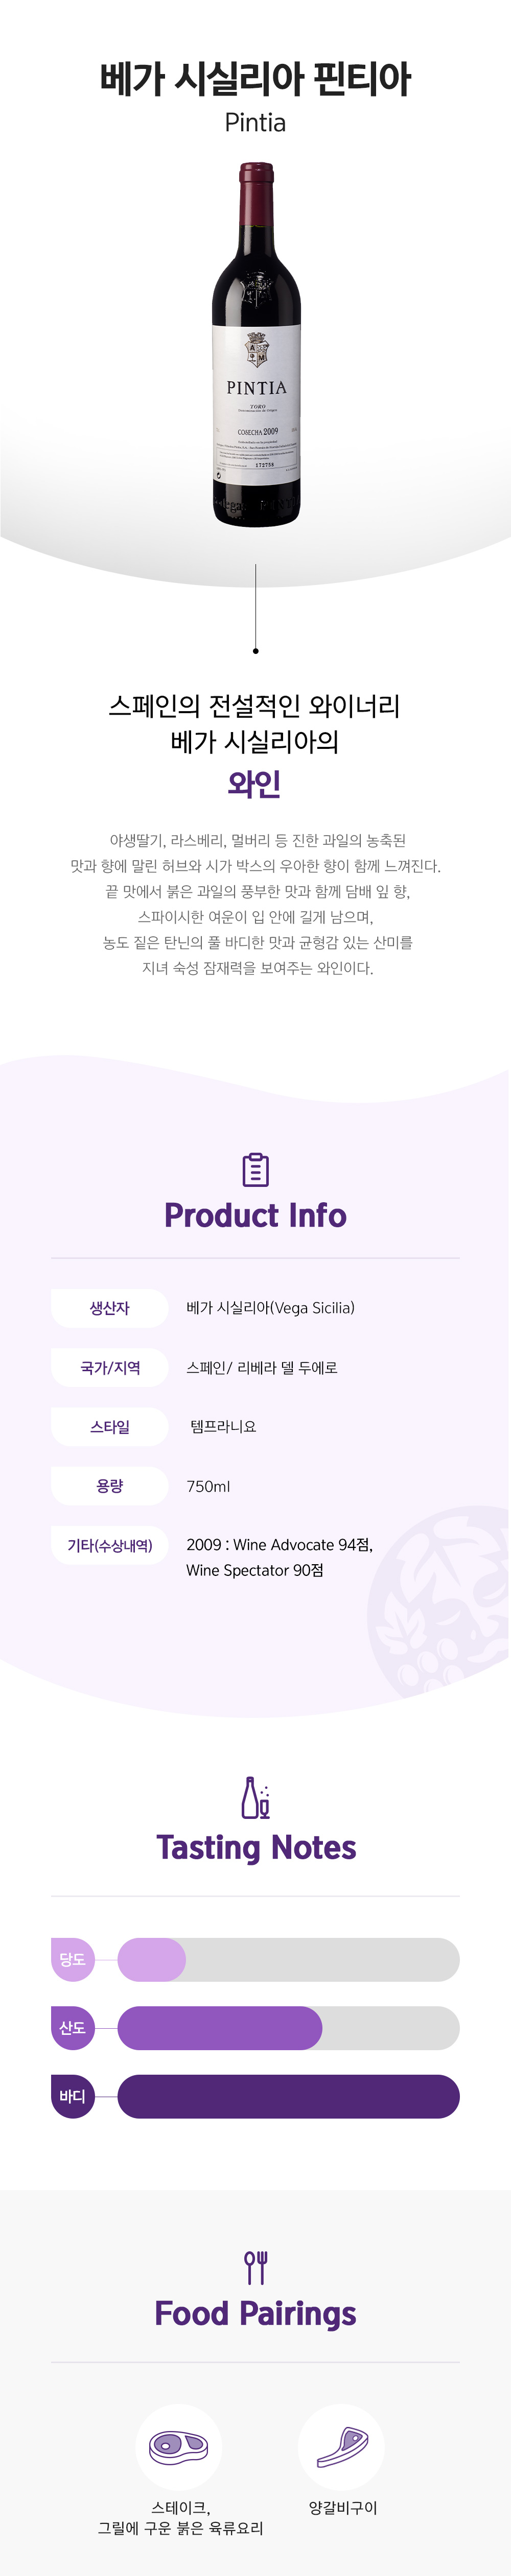 베가 시실리아 핀티아
Pintia
A M
PINTIA
TORO
Denominación de Origen
COSECHA 2009
172758
스페인의 전설적인 와이너리
베가 시실리아의
와인
야생딸기, 라스베리, 멀버리 등 진한 과일의 농축된
맛과 향에 말린 허브와 시가 박스의 우아한 향이 함께 느껴진다.
끝 맛에서 붉은 과일의 풍부한 맛과 함께 담배 잎 향,
스파이시한 여운이 입 안에 길게 남으며,
농도 짙은 탄닌의 풀 바디한 맛과 균형감 있는 산미를
지녀 숙성 잠재력을 보여주는 와인이다.
Product Info
생산자 베가 시실리아(Vega Sicilia)
국가/지역 스페인/ 리베라 델 두에로
스타일 템프라니요
용량 750ml
기타(수상내역) 2009 : Wine Advocate 94점,
Wine Spectator 90점
Tasting Notes
당도
산도
바디
Food Pairings
스테이크, 양갈비구이
그릴에 구운 붉은 육류요리